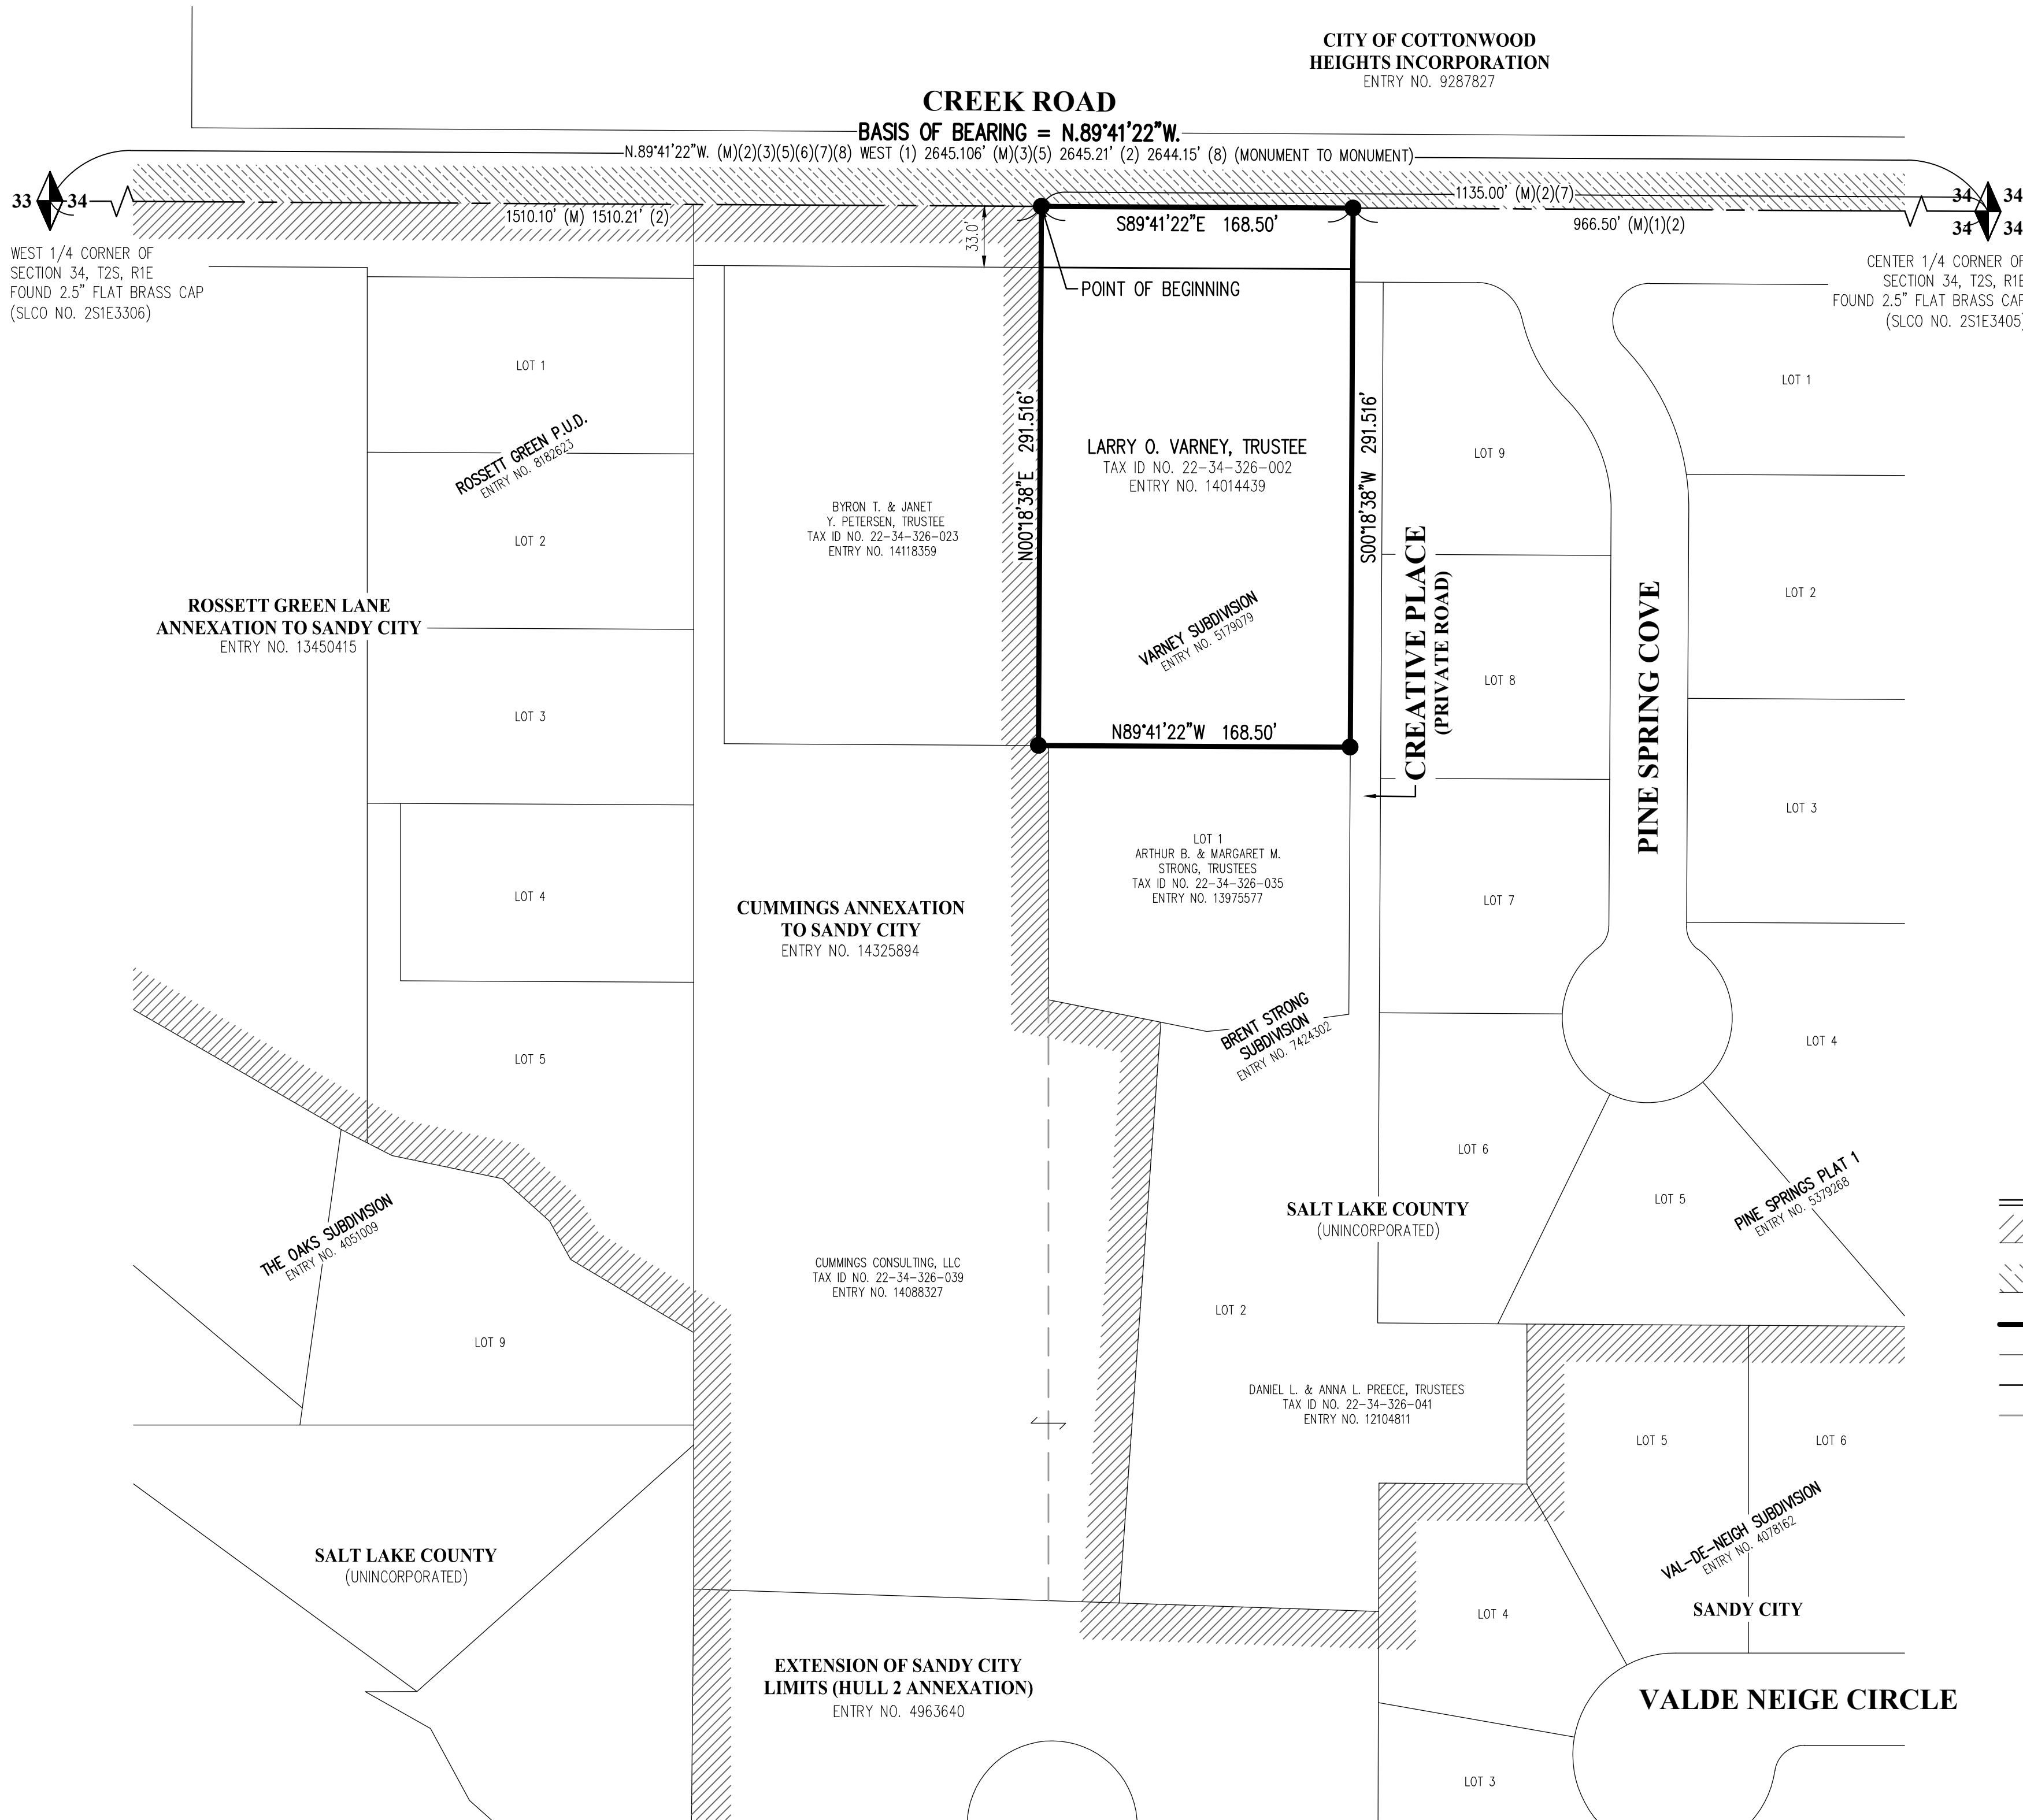 CITY OF COTTONWOOD
HEIGHTS INCORPORATION
ENTRY NO. 9287827
CREEK ROAD
BASIS OF BEARING = N.89°41'22"W.
N.89°41'22"W. (M)(2)(3)(5)(6)(7)(8) WEST (1) 2645.106' (M)(3)(5) 2645.21' (2) 2644.15' (8) (MONUMENT TO MONUMENT)
33 34
1510.10' (M) 1510.21' (2)
1135.00' (M)(2)(7)
966.50' (M)(1)(2)
34 34
34 34
S89°41'22"E 168.50'
33.0'
POINT OF BEGINNING
WEST 1/4 CORNER OF
SECTION 34, T2S, R1E
FOUND 2.5" FLAT BRASS CAP
(SLCO NO. 2S1E3306)
CENTER 1/4 CORNER OF
SECTION 34, T2S, R1E
FOUND 2.5" FLAT BRASS CAP
(SLCO NO. 2S1E3405)
LOT 1
ROSSETT GREEN P.U.D.
ENTRY NO. 8182623
LOT 2
LOT 3
LOT 4
LOT 5
ROSSETT GREEN LANE
ANNEXATION TO SANDY CITY
ENTRY NO. 13450415
BYRON T. & JANET
Y. PETERSEN, TRUSTEE
TAX ID NO. 22-34-326-023
ENTRY NO. 14118359
N00°18'38"E 291.516'
LARRY O. VARNEY, TRUSTEE
TAX ID NO. 22-34-326-002
ENTRY NO. 14014439
S00°18'38"W 291.516'
VARNEY SUBDIVISION
ENTRY NO. 5179079
N89°41'22"W 168.50'
CREATIVE PLACE
(PRIVATE ROAD)
PINE SPRING COVE
LOT 9
LOT 8
LOT 7
LOT 6
LOT 5
LOT 1
LOT 2
LOT 3
LOT 4
PINE SPRINGS PLAT 1
ENTRY NO. 5379268
LOT 1
ARTHUR B. & MARGARET M.
STRONG, TRUSTEES
TAX ID NO. 22-34-326-035
ENTRY NO. 13975577
CUMMINGS ANNEXATION
TO SANDY CITY
ENTRY NO. 14325894
BRENT STRONG
SUBDIVISION
ENTRY NO. 7424302
SALT LAKE COUNTY
(UNINCORPORATED)
THE OAKS SUBDIVISION
ENTRY NO. 4051009
LOT 9
CUMMINGS CONSULTING, LLC
TAX ID NO. 22-34-326-039
ENTRY NO. 14088327
LOT 2
DANIEL L. & ANNA L. PREECE, TRUSTEES
TAX ID NO. 22-34-326-041
ENTRY NO. 12104811
LOT 5
LOT 6
VAL-DE-NEIGH SUBDIVISION
ENTRY NO. 4078162
SANDY CITY
LOT 4
SALT LAKE COUNTY
(UNINCORPORATED)
EXTENSION OF SANDY CITY
LIMITS (HULL 2 ANNEXATION)
ENTRY NO. 4963640
VALDE NEIGE CIRCLE
LOT 3